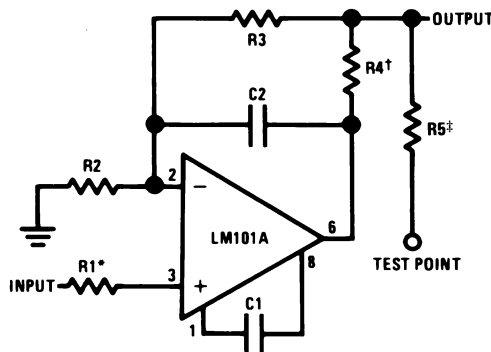 R3
OUTPUT
R4†
C2
R5‡
R2
2
−
LM101A
6
8
TEST POINT
INPUT
R1*
3
+
C1
1